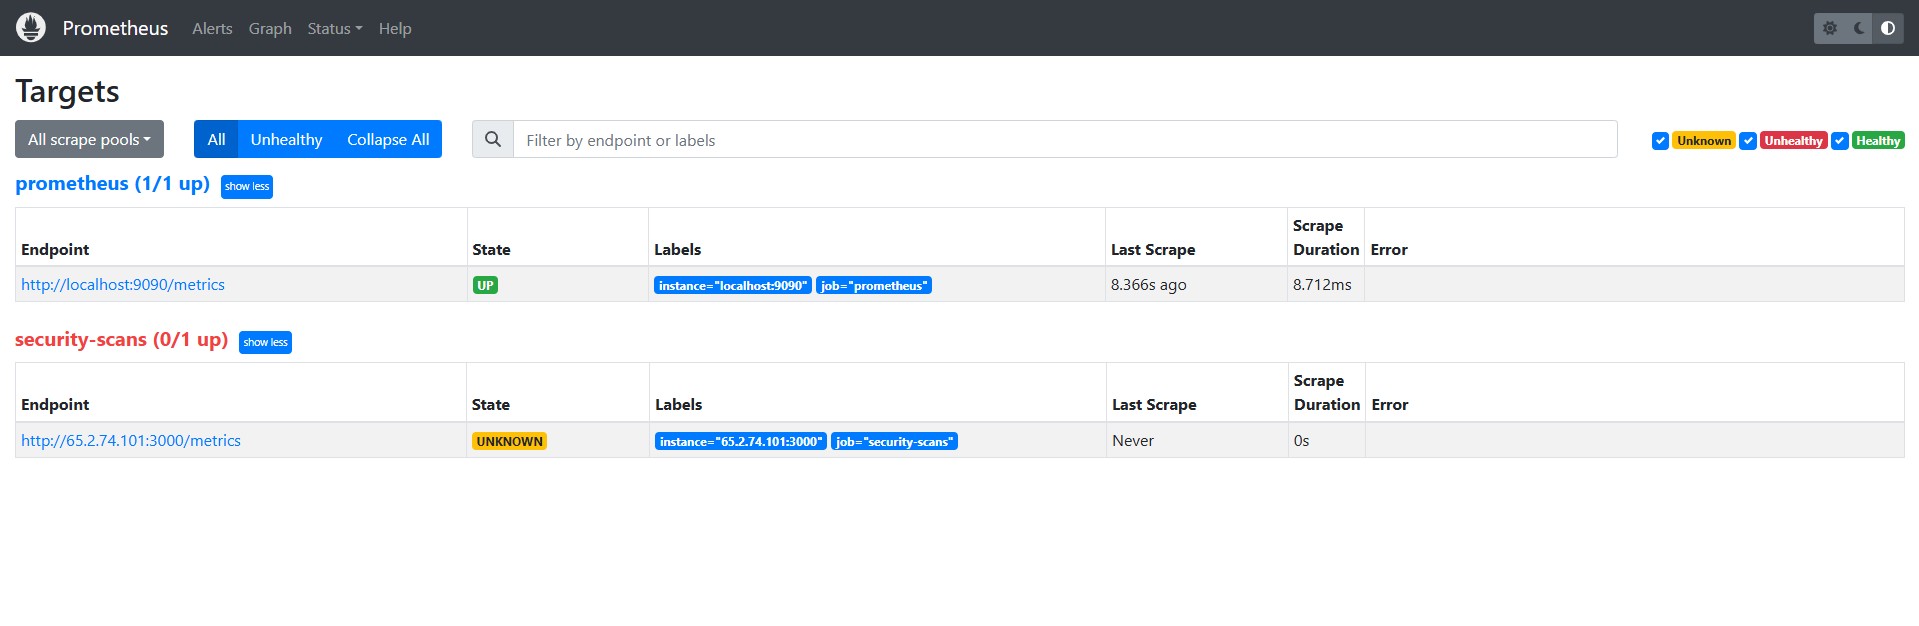 Prometheus Alerts Graph Status Help
Targets
All scrape pools All Unhealthy Collapse All Filter by endpoint or labels Unknown Unhealthy Healthy
prometheus (1/1 up) show less
Endpoint State Labels Last Scrape Scrape Duration Error
http://localhost:9090/metrics UP instance="localhost:9090" job="prometheus" 8.366s ago 8.712ms
security-scans (0/1 up) show less
Endpoint State Labels Last Scrape Scrape Duration Error
http://65.2.74.101:3000/metrics UNKNOWN instance="65.2.74.101:3000" job="security-scans" Never 0s